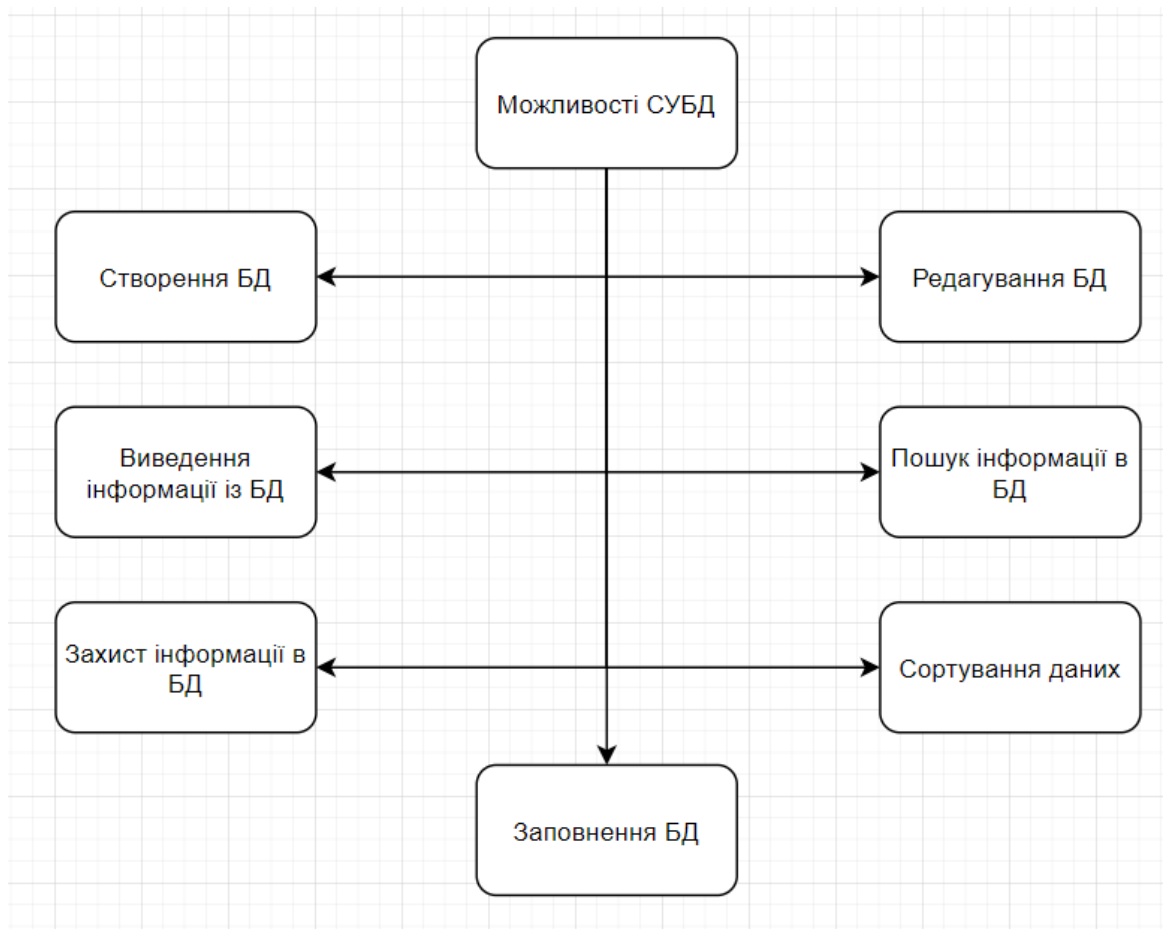 Можливості СУБД
Створення БД
Редагування БД
Виведення
інформації із БД
Пошук інформації в
БД
Захист інформації в
БД
Сортування даних
Заповнення БД